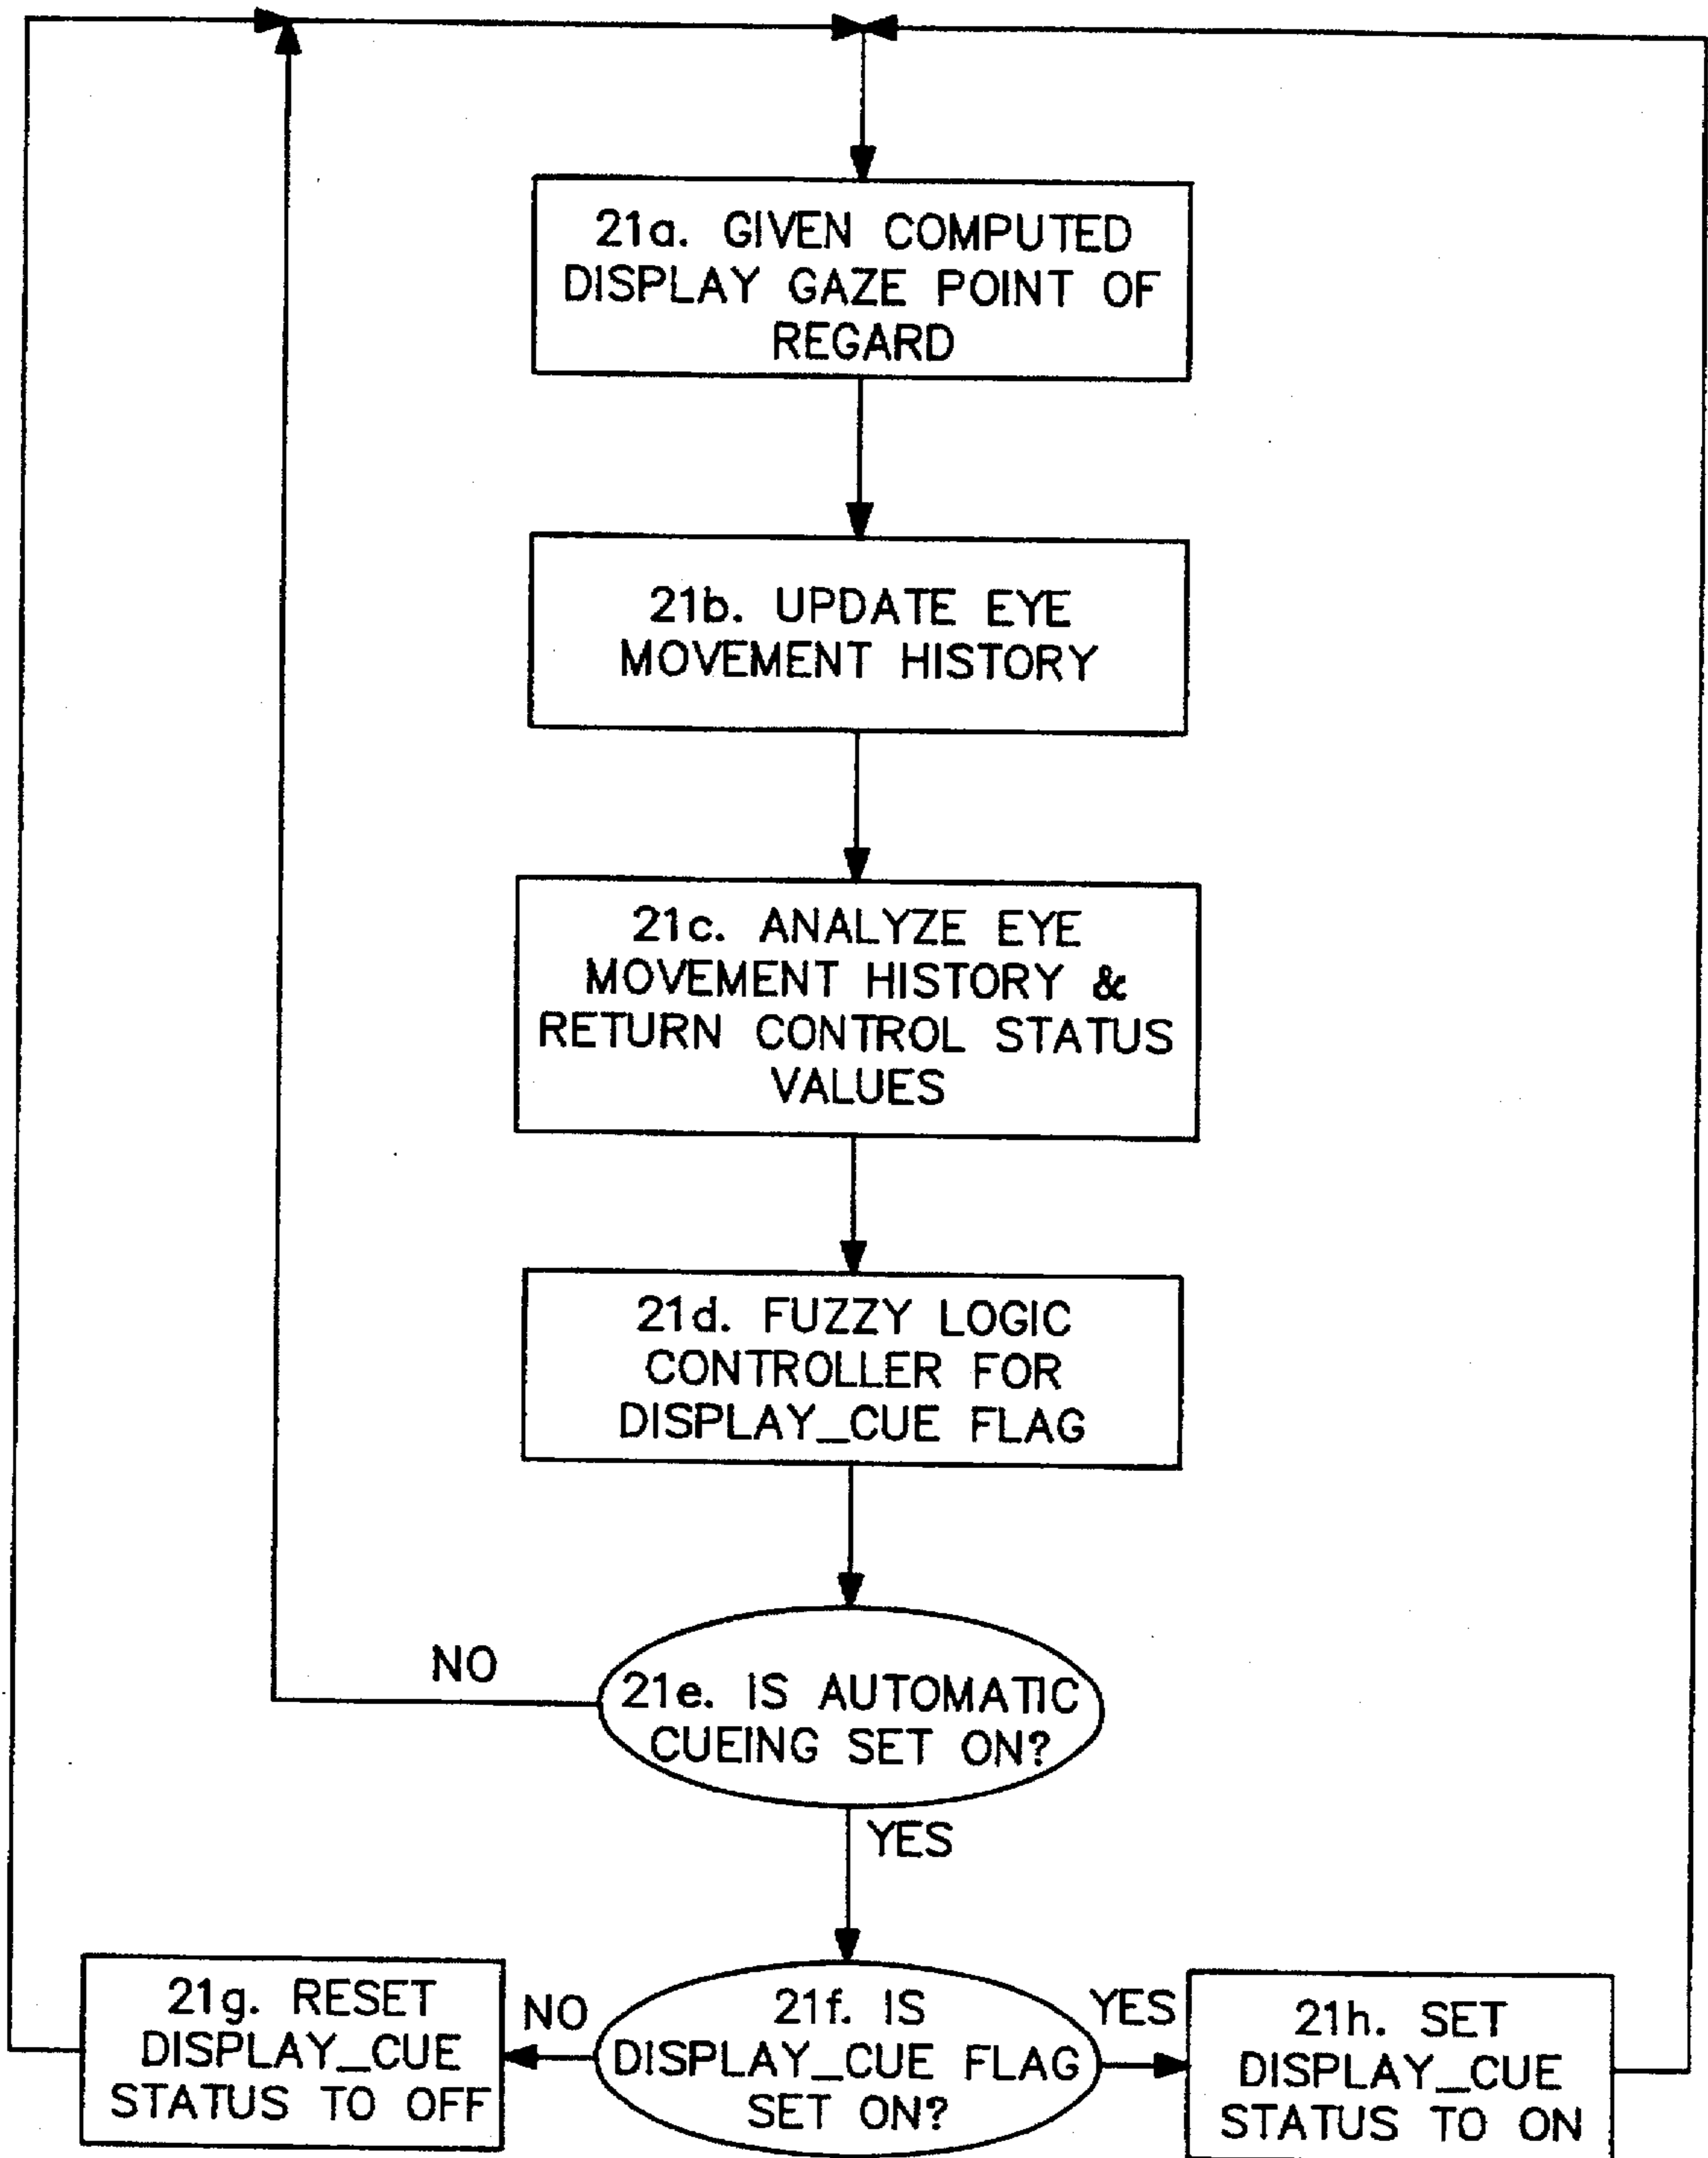 21a. GIVEN COMPUTED
DISPLAY GAZE POINT OF
REGARD
21b. UPDATE EYE
MOVEMENT HISTORY
21c. ANALYZE EYE
MOVEMENT HISTORY &
RETURN CONTROL STATUS
VALUES
21d. FUZZY LOGIC
CONTROLLER FOR
DISPLAY_CUE FLAG
NO
21e. IS AUTOMATIC
CUEING SET ON?
YES
21g. RESET
DISPLAY_CUE
STATUS TO OFF
NO
21f. IS
DISPLAY_CUE FLAG
SET ON?
YES
21h. SET
DISPLAY_CUE
STATUS TO ON